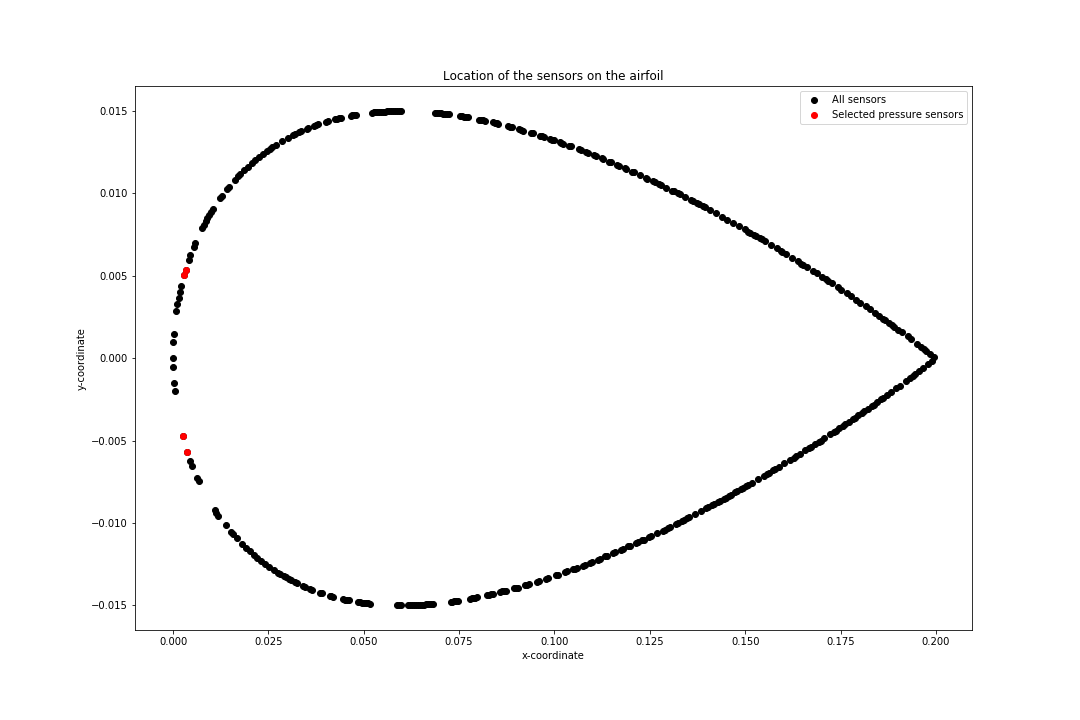 Location of the sensors on the airfoil
All sensors
Selected pressure sensors
0.015
0.010
0.005
0.000
−0.005
−0.010
−0.015
y-coordinate
0.000 0.025 0.050 0.075 0.100 0.125 0.150 0.175 0.200
x-coordinate